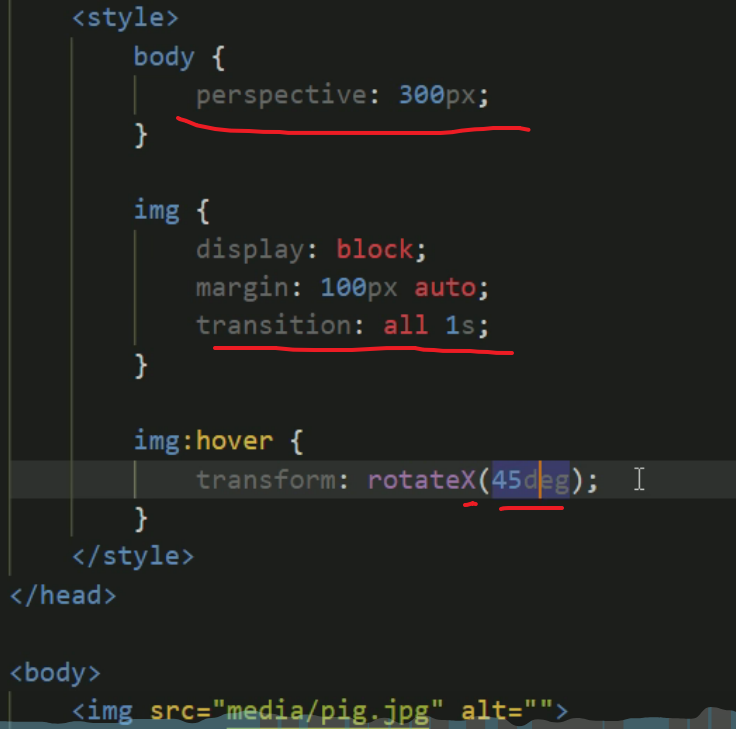 <style>
body {
perspective: 300px;
}
img {
display: block;
margin: 100px auto;
transition: all 1s;
}
img:hover {
transform: rotateX(45deg);
}
</style>
</head>
<body>
<img src="media/pig.jpg" alt="">